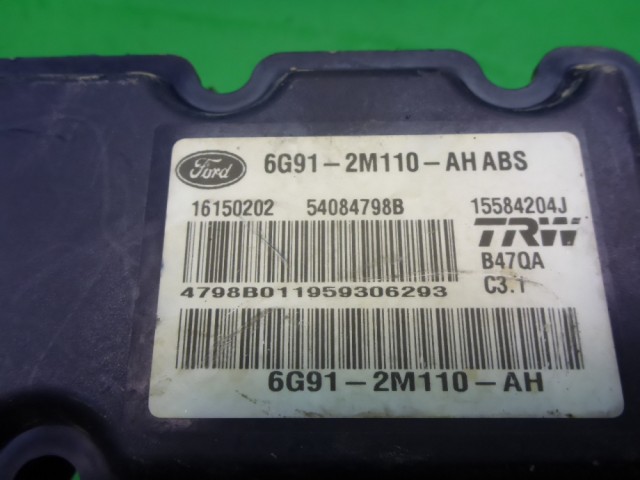 Ford 6G91-2M110-AH ABS
16150202 54084798B 15584204J
TRW
B47QA
4798B011959306293 C3.1
6G91-2M110-AH